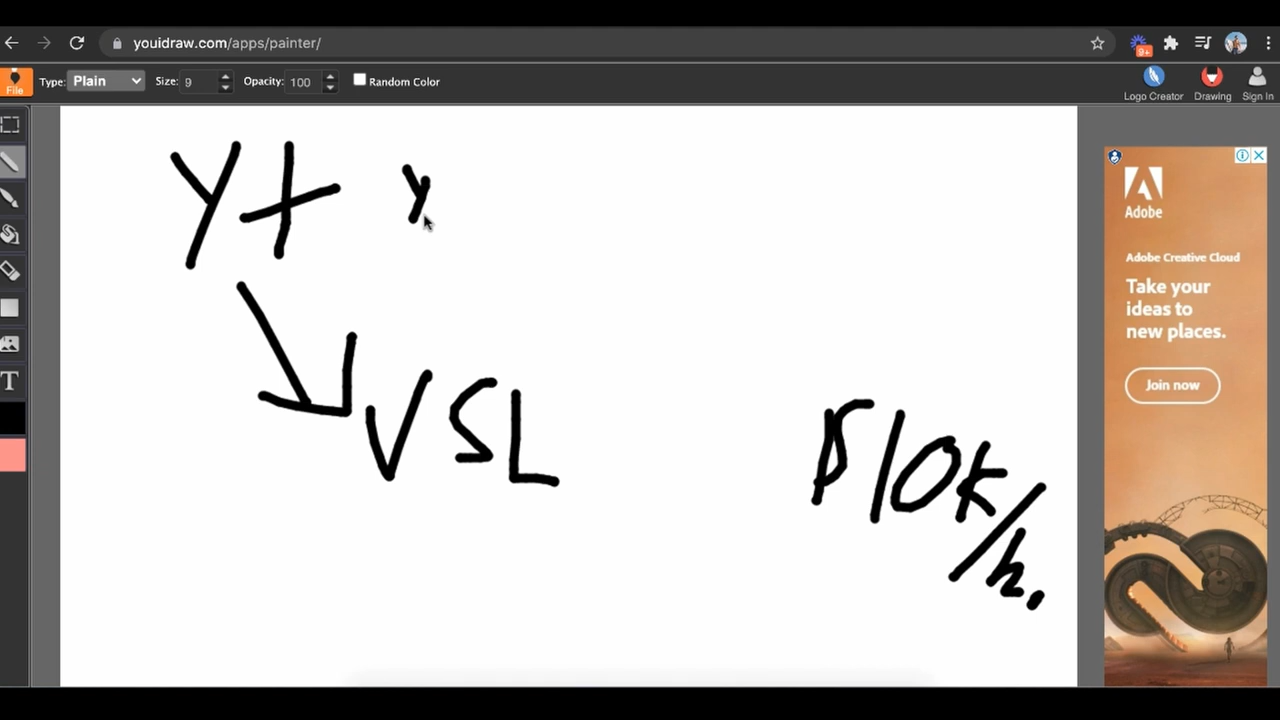 youidraw.com/apps/painter/
9+
File
Type: Plain Size: 9 Opacity: 100 Random Color
Logo Creator Drawing Sign In
Yt y
VSL
$10k/h.
T
Adobe
Adobe Creative Cloud
Take your
ideas to
new places.
Join now